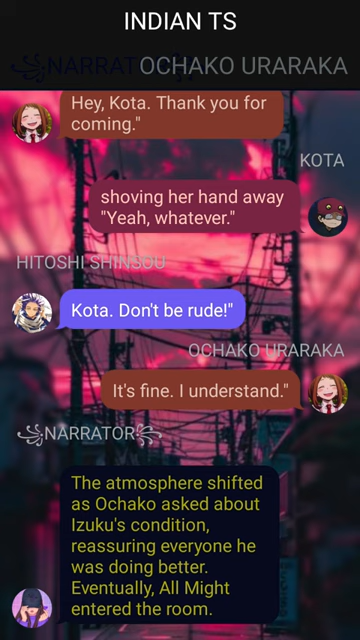 INDIAN TS
꧁NARRAT OCHAKO URARAKA
Hey, Kota. Thank you for
coming."
KOTA
shoving her hand away
"Yeah, whatever."
HITOSHI SHINSOU
Kota. Don't be rude!"
OCHAKO URARAKA
It's fine. I understand."
꧁NARRATOR꧂
The atmosphere shifted
as Ochako asked about
Izuku's condition,
reassuring everyone he
was doing better.
Eventually, All Might
entered the room.